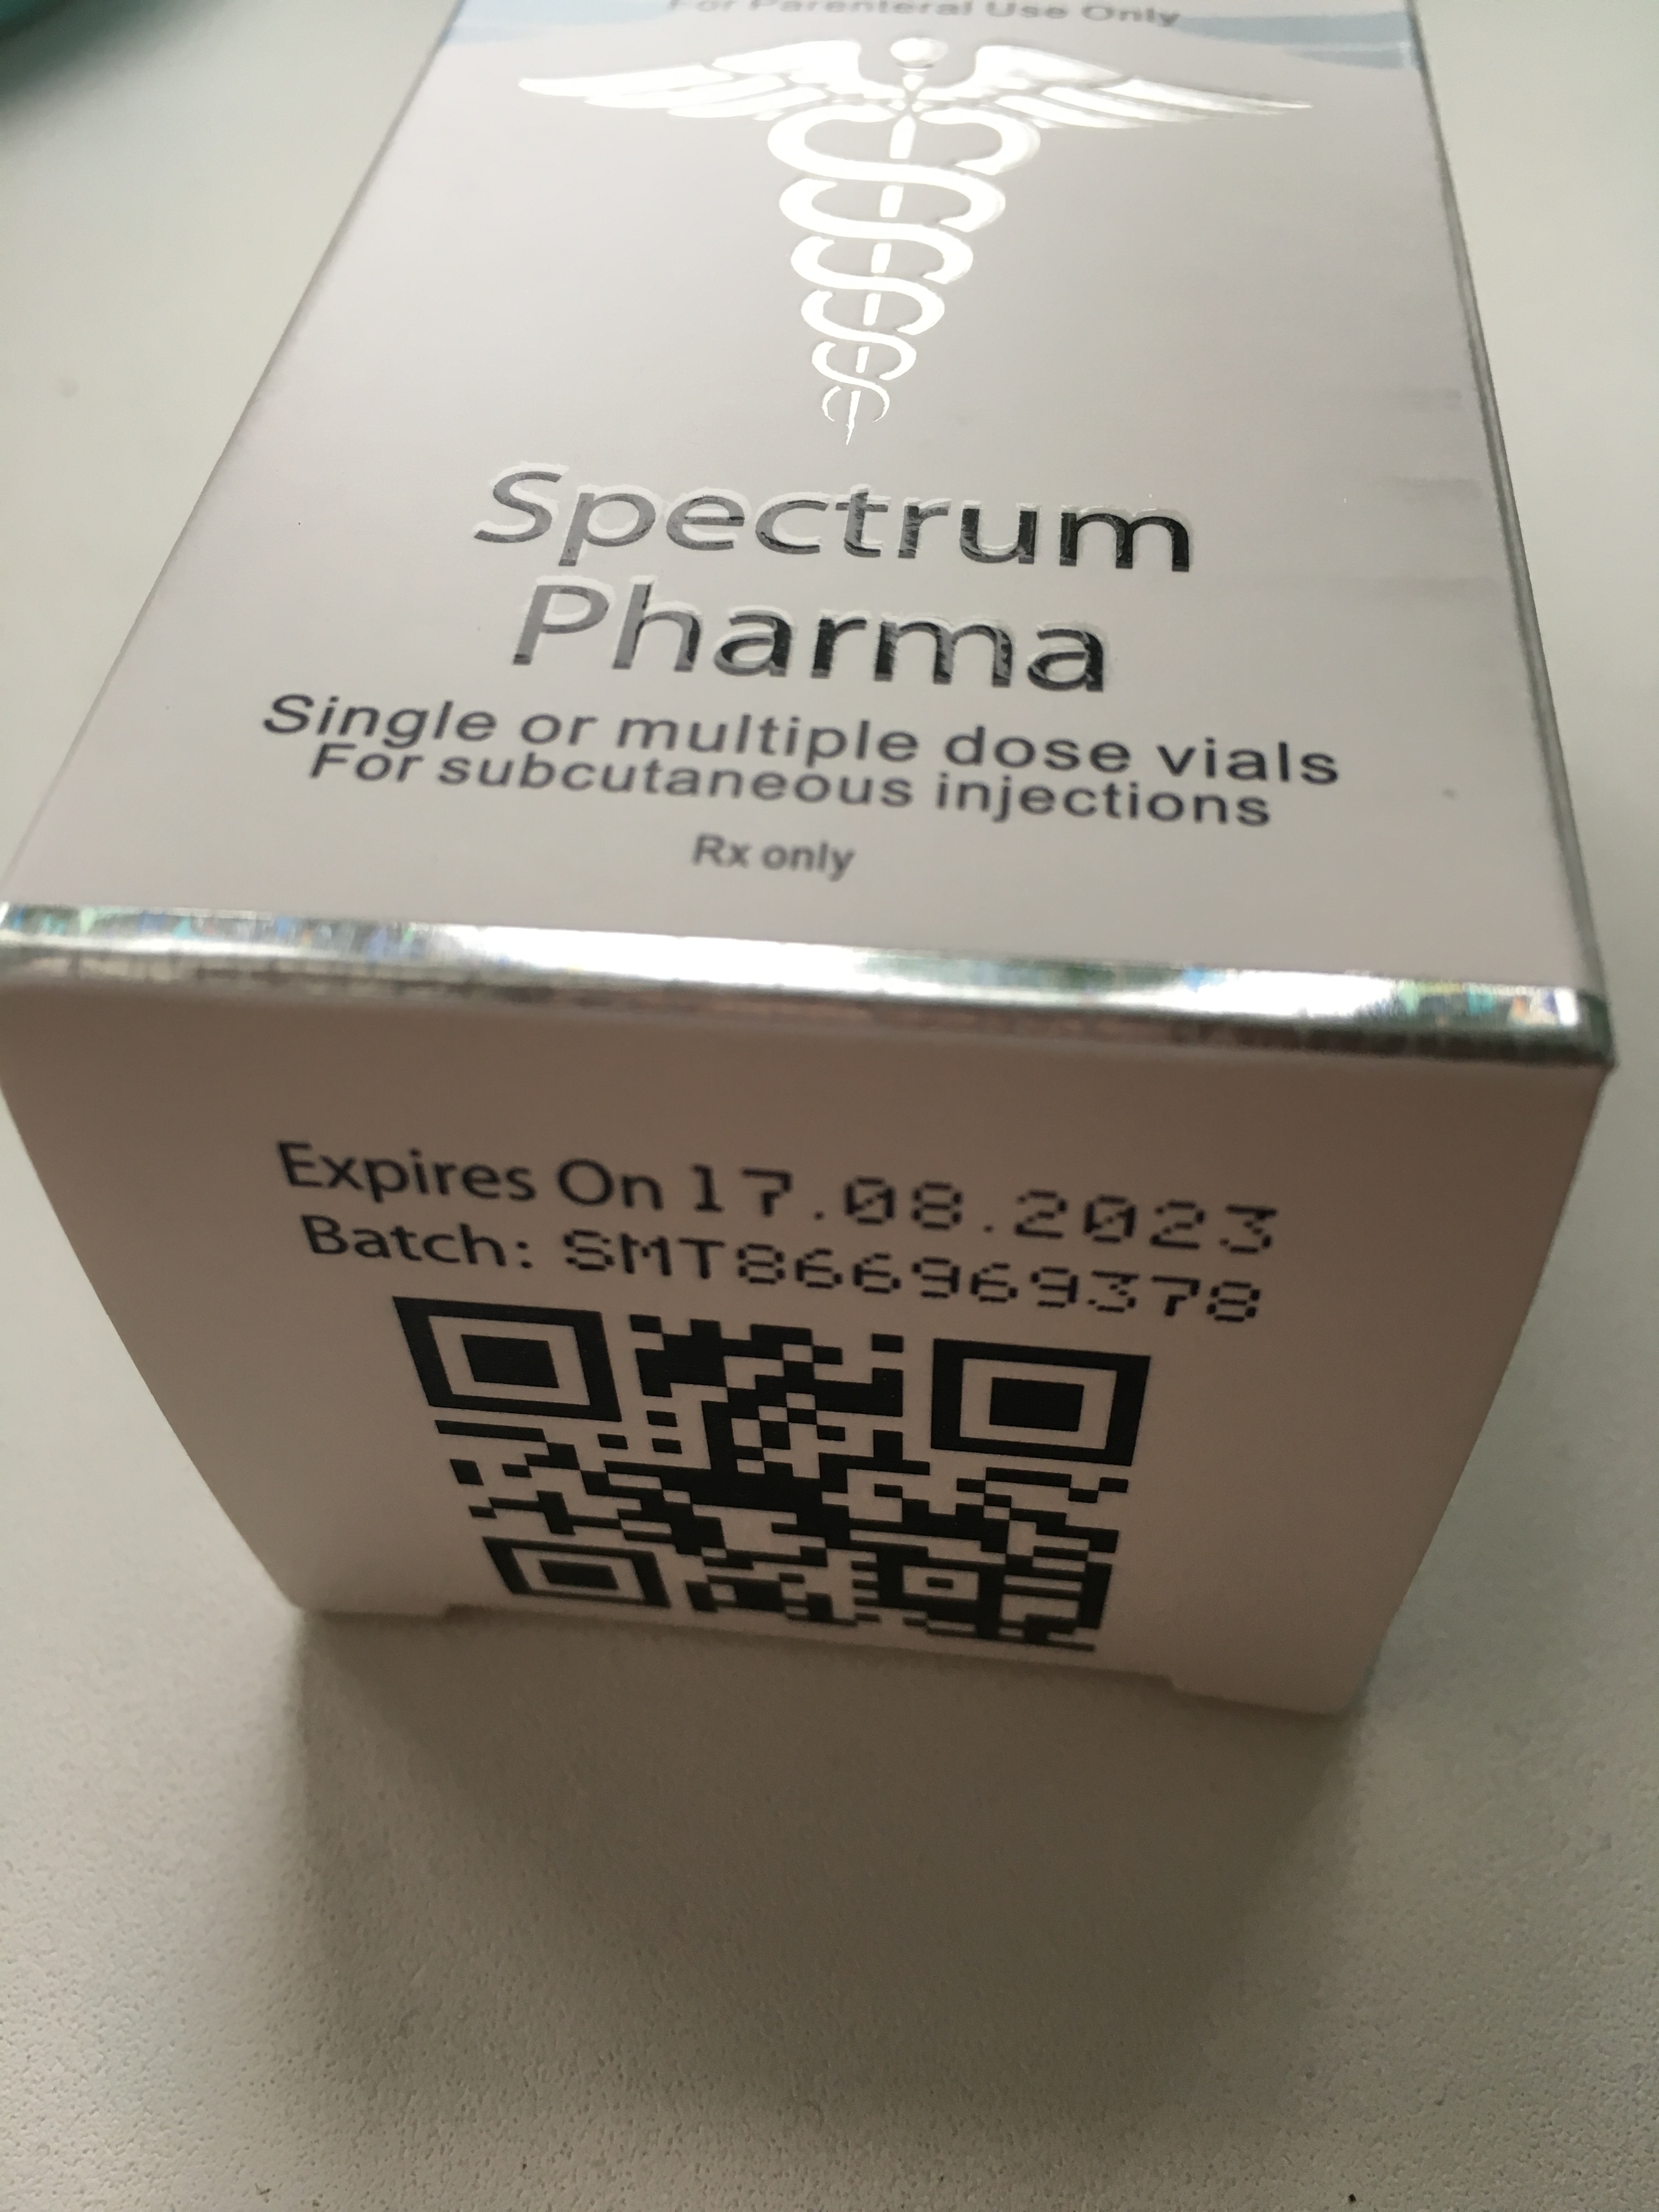 For Parenteral Use Only
Spectrum
Pharma
Single or multiple dose vials
For subcutaneous injections
Rx only
Expires On 17.08.2023
Batch: SMT866969378